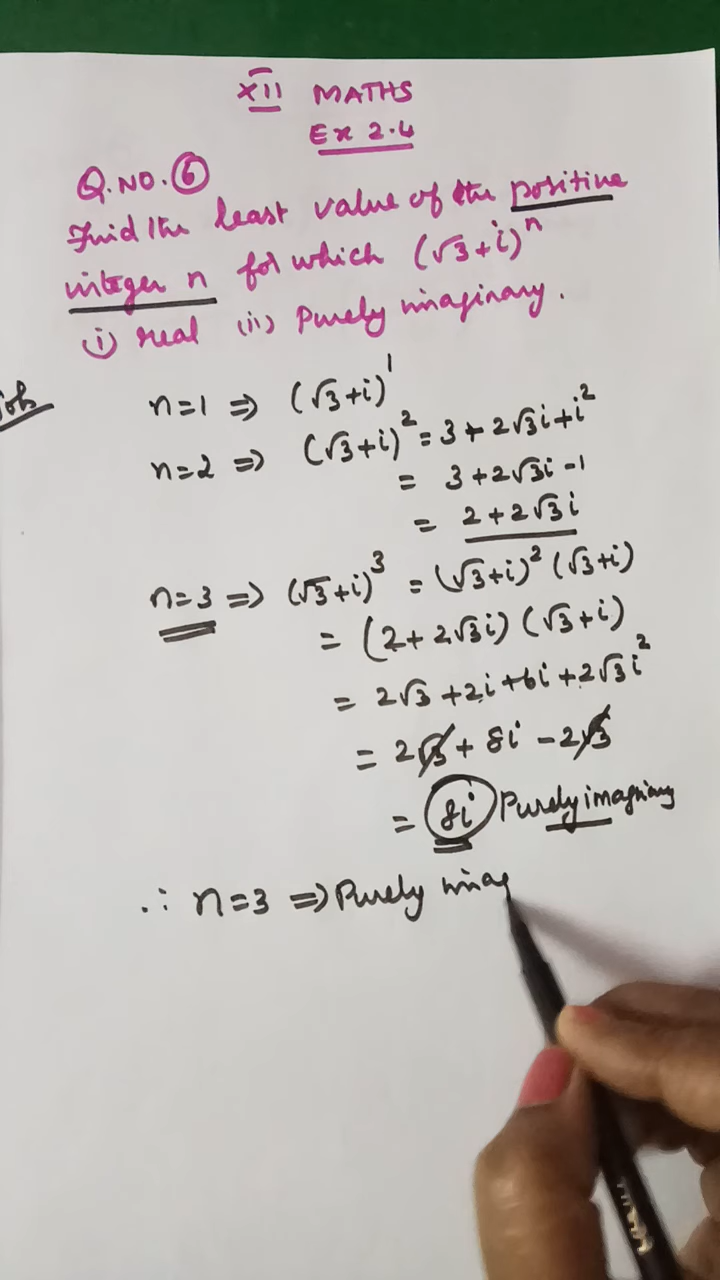 XII MATHS
Ex 2.4
Q.NO. 6
Find the least value of the positive
integer n for which (√3+i)ⁿ
(i) real (ii) Purely imaginary.
n=1 ⇒ (√3+i)¹
n=2 ⇒ (√3+i)² = 3+2√3i+i²
= 3+2√3i-1
= 2+2√3i
n=3 ⇒ (√3+i)³ = (√3+i)² (√3+i)
= (2+2√3i) (√3+i)
= 2√3+2i+6i+2√3i²
= 2√3+8i-2√3
= 8i Purely imaginary
∴ n=3 ⇒ Purely imag